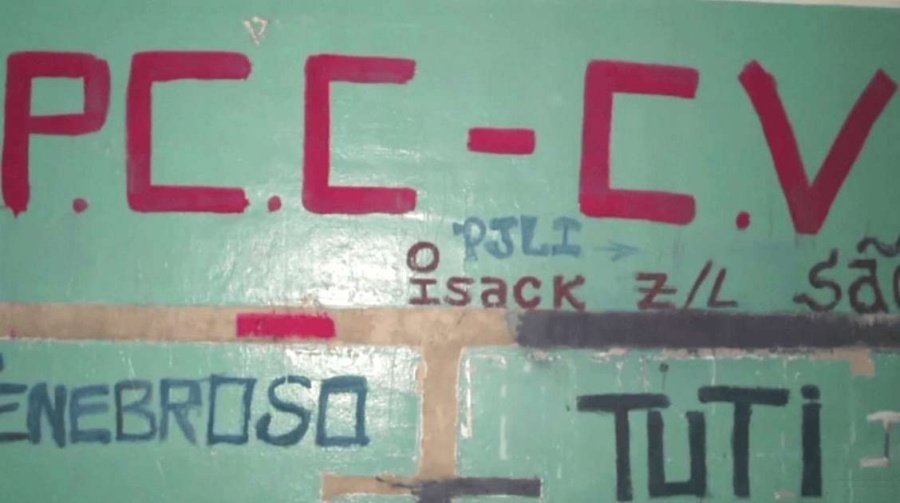 P.C.C - C.V
PJLI →
O
ISACK Z/L
ENEBROSO
TUTI